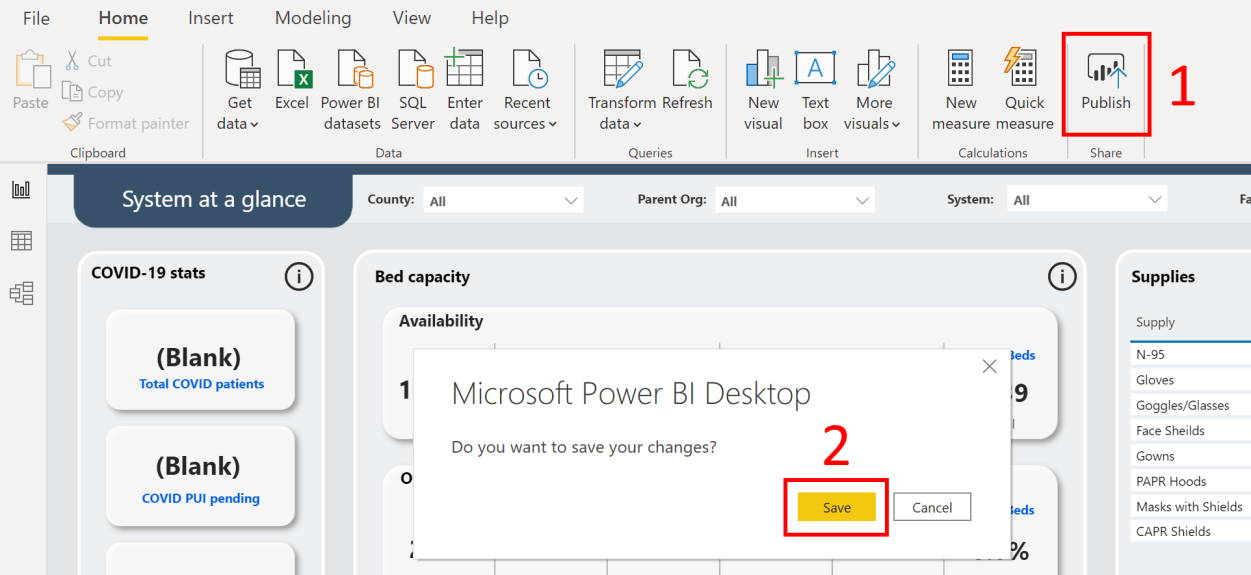 File Home Insert Modeling View Help
Paste
Cut
Copy
Format painter
Clipboard
Get data
Excel
Power BI datasets
SQL Server
Enter data
Recent sources
Data
Transform data
Refresh
Queries
New visual
Text box
A
More visuals
Insert
New measure
Quick measure
Calculations
Publish
Share
1
System at a glance
County: All
Parent Org: All
System: All
COVID-19 stats
(Blank)
Total COVID patients
(Blank)
COVID PUI pending
Bed capacity
Availability
Beds
Microsoft Power BI Desktop
Do you want to save your changes?
2
Save
Cancel
Beds
Supplies
Supply
N-95
Gloves
Goggles/Glasses
Face Sheilds
Gowns
PAPR Hoods
Masks with Shields
CAPR Shields